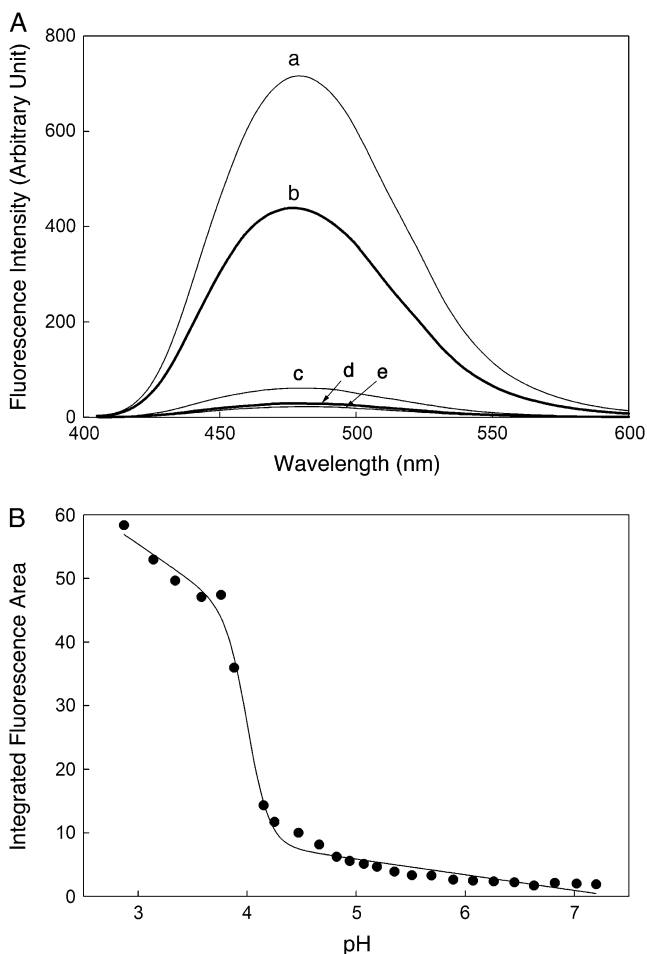 A
Fluorescence Intensity (Arbitrary Unit)
800
600
400
200
0
a
b
c
d
e
400
450
500
550
600
Wavelength (nm)
B
Integrated Fluorescence Area
60
50
40
30
20
10
0
3
4
5
6
7
pH